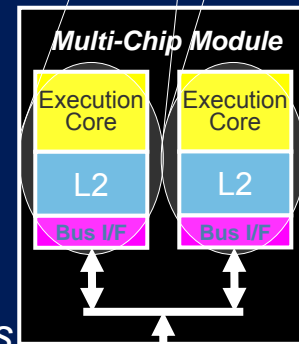 Multi-Chip Module
Execution Core
Execution Core
L2
L2
Bus I/F
Bus I/F
s